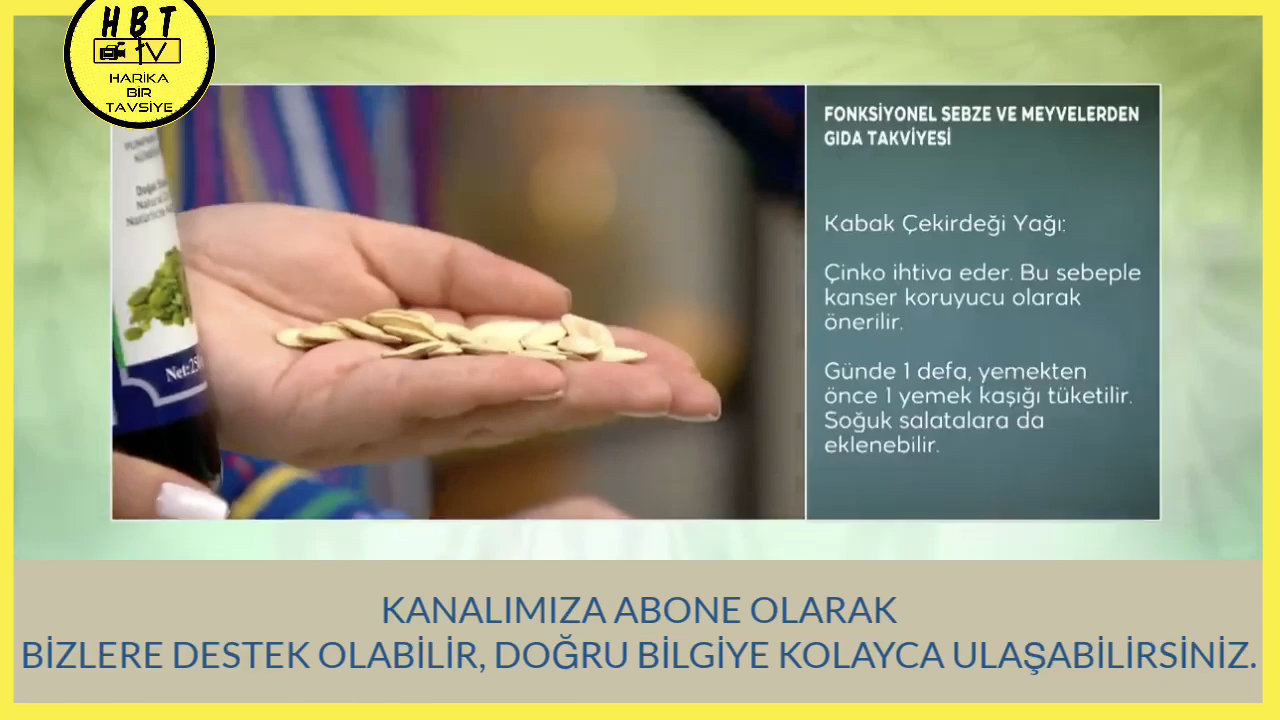 HBT
TV
HARİKA
BİR
TAVSİYE
FONKSİYONEL SEBZE VE MEYVELERDEN
GIDA TAKVİYESİ
Kabak Çekirdeği Yağı:
Çinko ihtiva eder. Bu sebeple
kanser koruyucu olarak
önerilir.
Günde 1 defa, yemekten
önce 1 yemek kaşığı tüketilir.
Soğuk salatalara da
eklenebilir.
Net:
KANALIMIZA ABONE OLARAK
BİZLERE DESTEK OLABİLİR, DOĞRU BİLGİYE KOLAYCA ULAŞABİLİRSİNİZ.